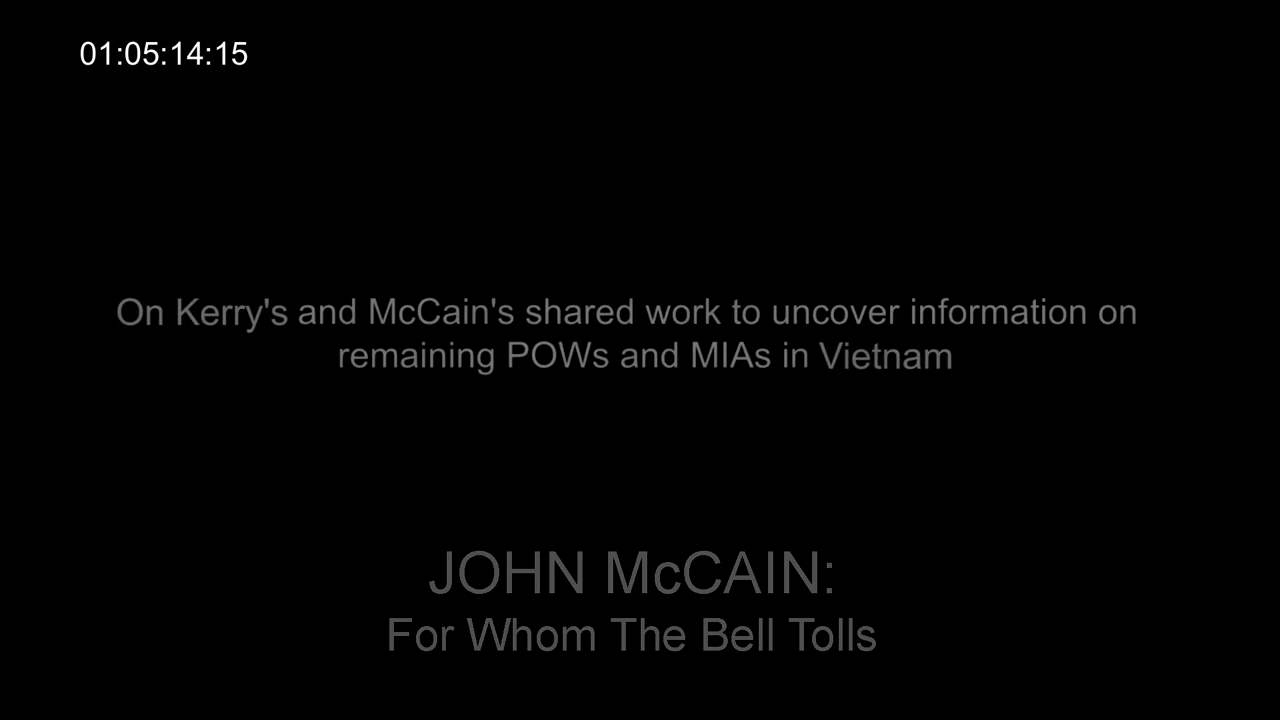 01:05:14:15
On Kerry's and McCain's shared work to uncover information on
remaining POWs and MIAs in Vietnam
JOHN McCAIN:
For Whom The Bell Tolls